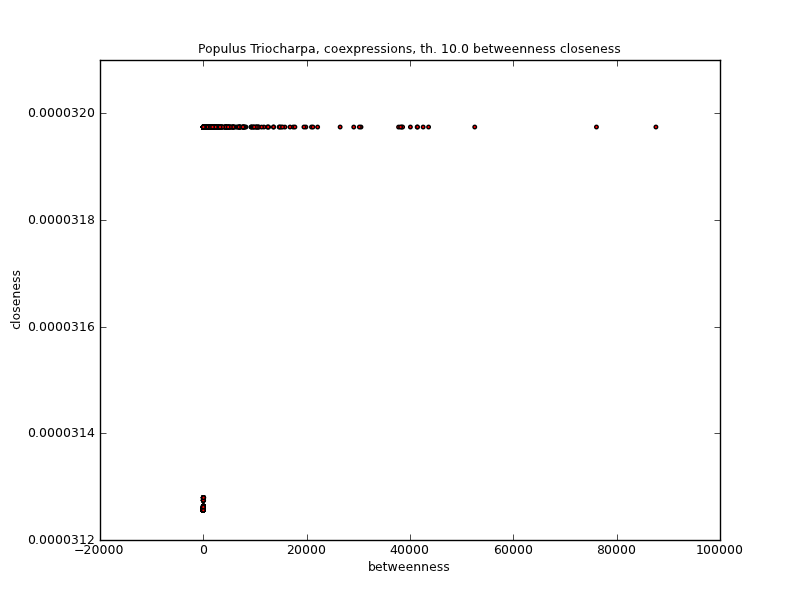 Populus Triocharpa, coexpressions, th. 10.0 betweenness closeness
0.0000320
0.0000318
0.0000316
0.0000314
0.0000312
closeness
−20000 0 20000 40000 60000 80000 100000
betweenness